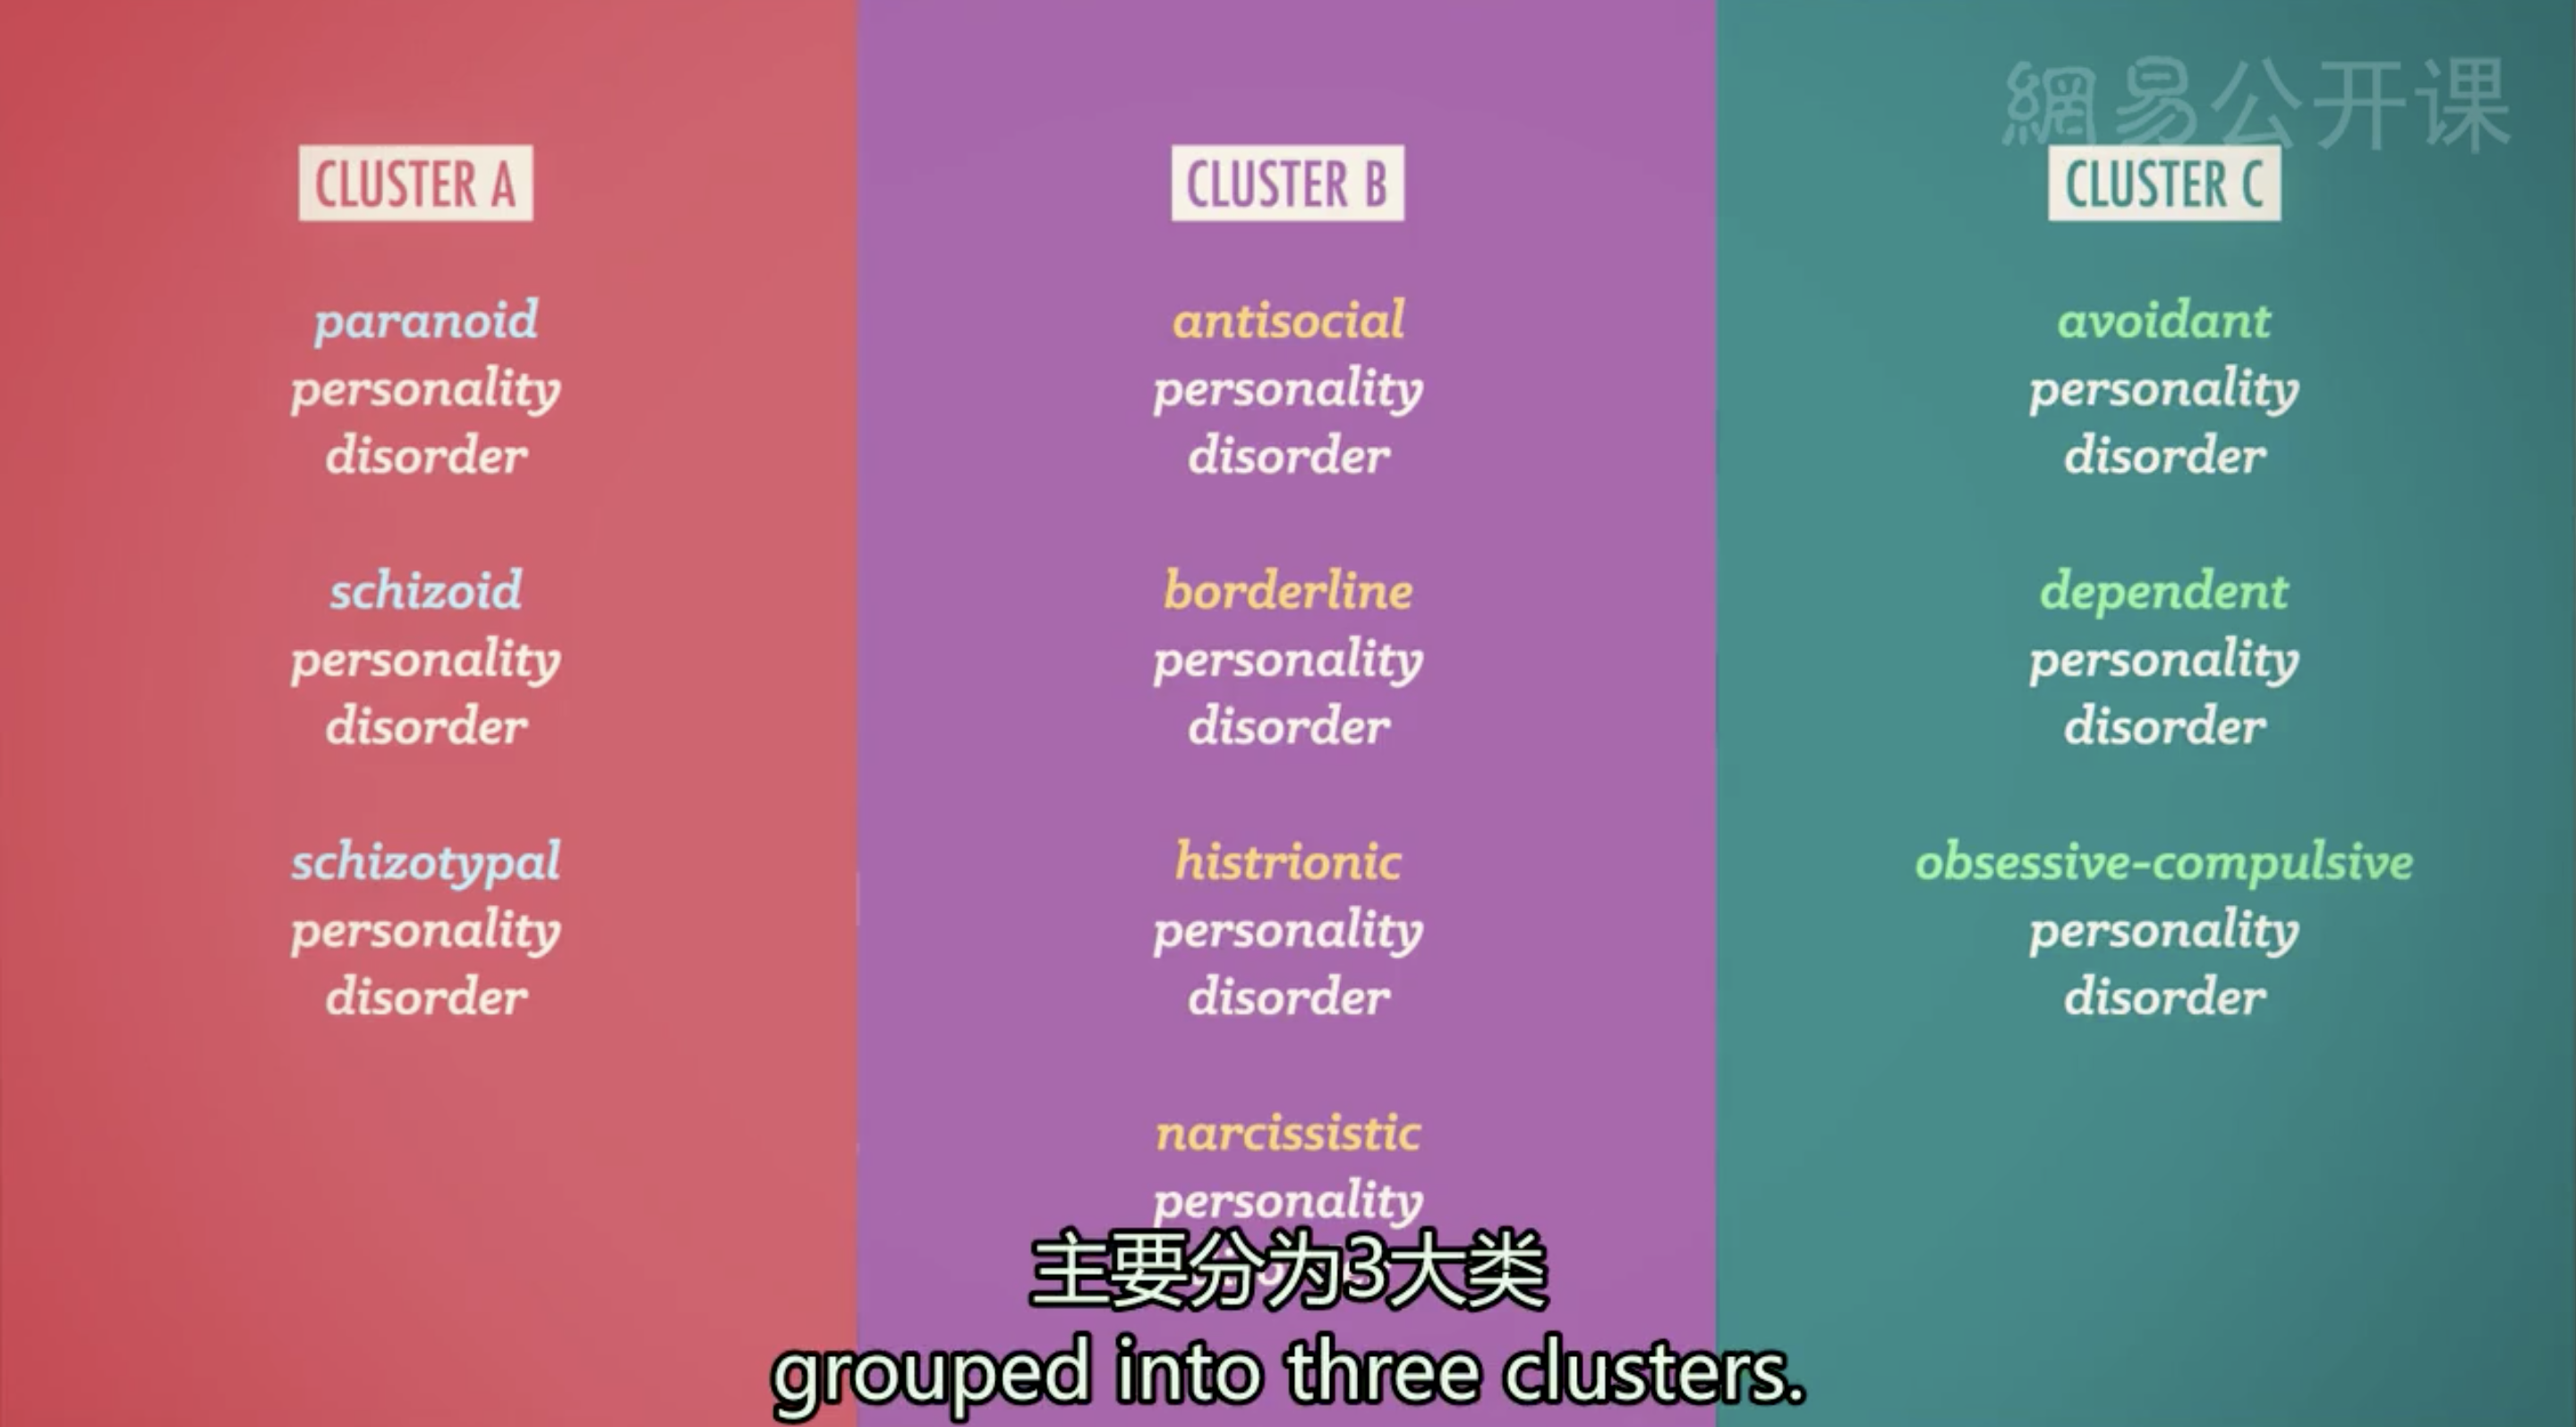 網易公开课
CLUSTER A
paranoid
personality
disorder
schizoid
personality
disorder
schizotypal
personality
disorder
CLUSTER B
antisocial
personality
disorder
borderline
personality
disorder
histrionic
personality
disorder
narcissistic
personality
CLUSTER C
avoidant
personality
disorder
dependent
personality
disorder
obsessive-compulsive
personality
disorder
主要分为3大类
grouped into three clusters.